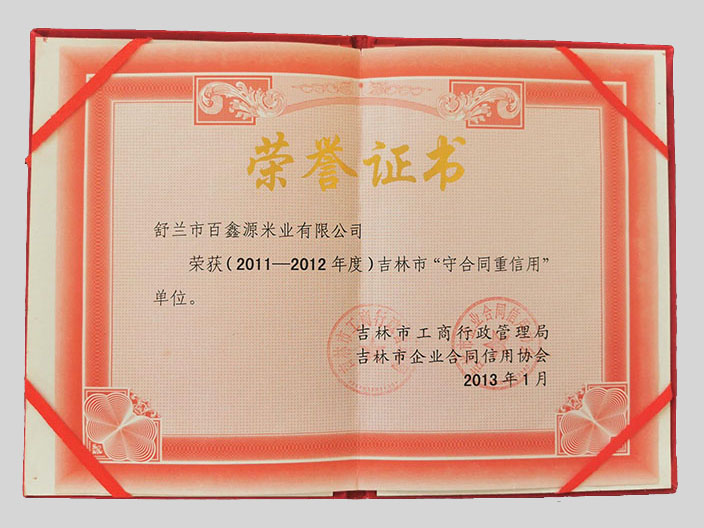 荣誉证书
舒兰市百鑫源米业有限公司
荣获（2011—2012年度）吉林市“守合同重信用”
单位。
吉林市工商行政管理局
吉林市企业合同信用协会
2013年1月